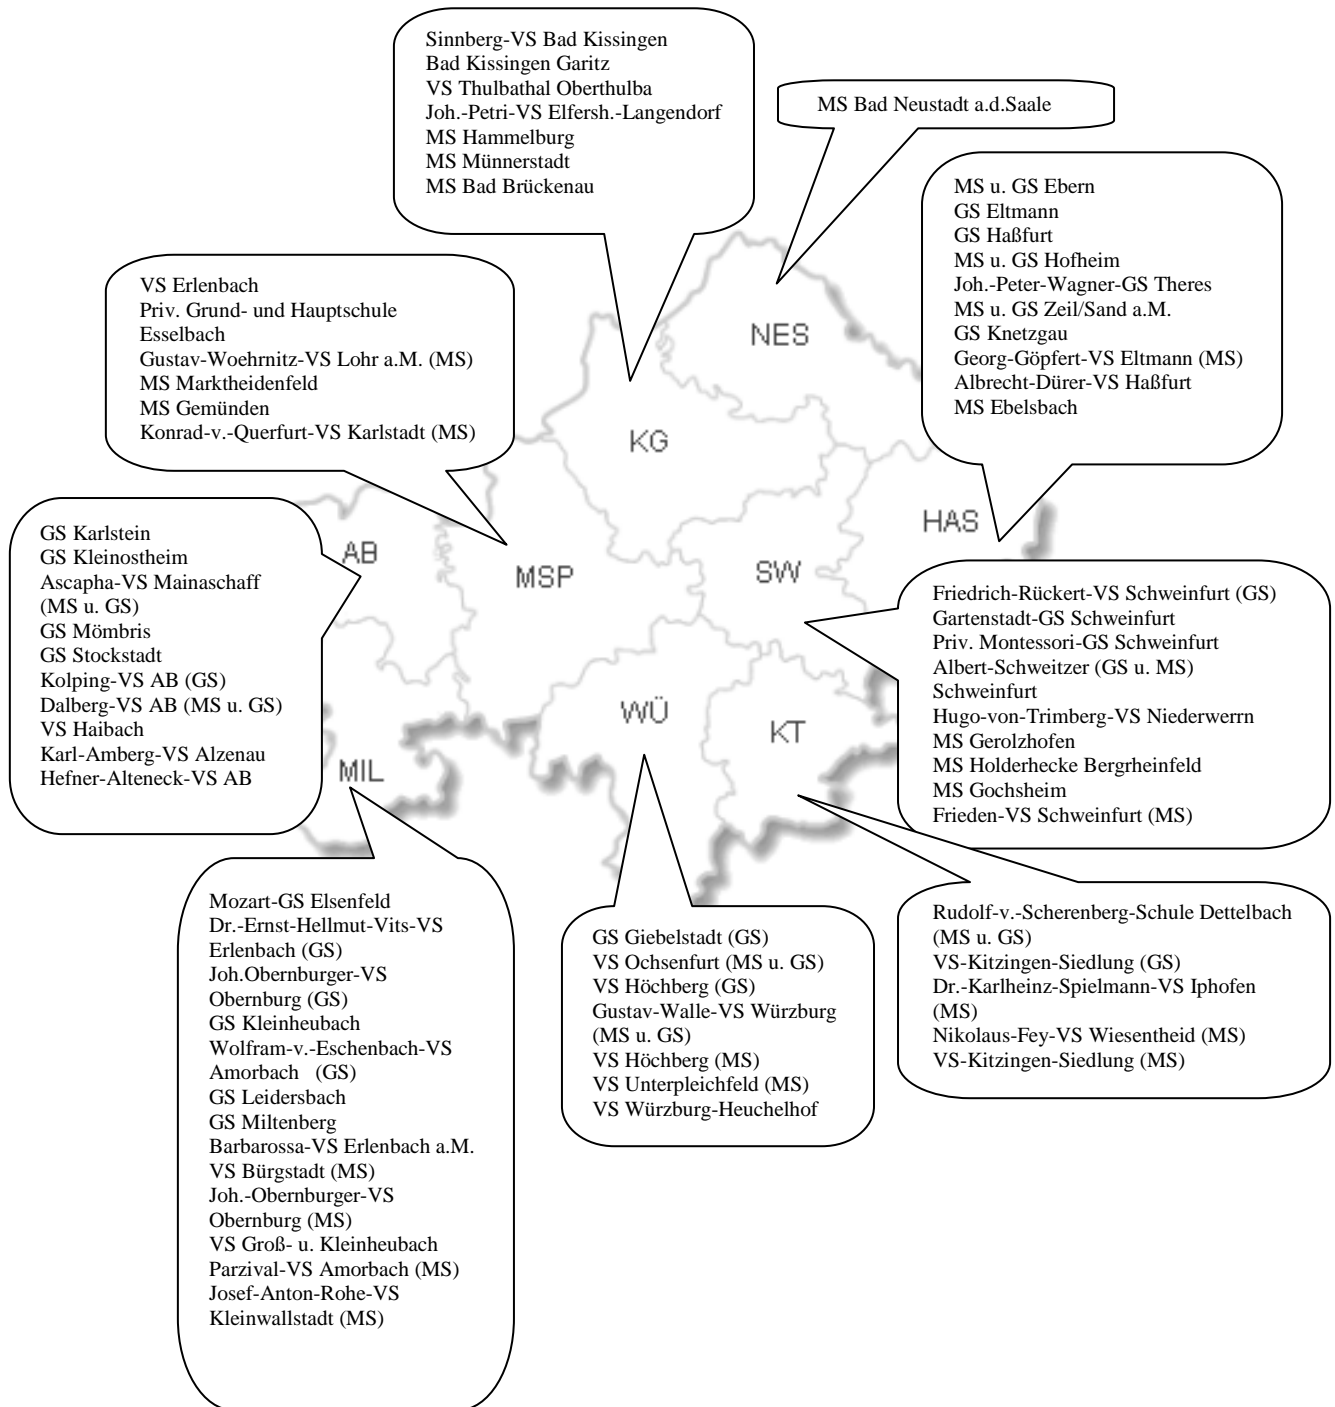 Sinnberg-VS Bad Kissingen
Bad Kissingen Garitz
VS Thulbathal Oberthulba
Joh.-Petri-VS Elfersh.-Langendorf
MS Hammelburg
MS Münnerstadt
MS Bad Brückenau
MS Bad Neustadt a.d.Saale
MS u. GS Ebern
GS Eltmann
GS Haßfurt
MS u. GS Hofheim
Joh.-Peter-Wagner-GS Theres
MS u. GS Zeil/Sand a.M.
GS Knetzgau
Georg-Göpfert-VS Eltmann (MS)
Albrecht-Dürer-VS Haßfurt
MS Ebelsbach
VS Erlenbach
Priv. Grund- und Hauptschule
Esselbach
Gustav-Woehrnitz-VS Lohr a.M. (MS)
MS Marktheidenfeld
MS Gemünden
Konrad-v.-Querfurt-VS Karlstadt (MS)
NES
KG
HAS
AB
MSP
SW
WÜ
KT
MIL
GS Karlstein
GS Kleinostheim
Ascapha-VS Mainaschaff
(MS u. GS)
GS Mömbris
GS Stockstadt
Kolping-VS AB (GS)
Dalberg-VS AB (MS u. GS)
VS Haibach
Karl-Amberg-VS Alzenau
Hefner-Alteneck-VS AB
Friedrich-Rückert-VS Schweinfurt (GS)
Gartenstadt-GS Schweinfurt
Priv. Montessori-GS Schweinfurt
Albert-Schweitzer (GS u. MS)
Schweinfurt
Hugo-von-Trimberg-VS Niederwerrn
MS Gerolzhofen
MS Holderhecke Bergrheinfeld
MS Gochsheim
Frieden-VS Schweinfurt (MS)
Mozart-GS Elsenfeld
Dr.-Ernst-Hellmut-Vits-VS
Erlenbach (GS)
Joh.Obernburger-VS
Obernburg (GS)
GS Kleinheubach
Wolfram-v.-Eschenbach-VS
Amorbach (GS)
GS Leidersbach
GS Miltenberg
Barbarossa-VS Erlenbach a.M.
VS Bürgstadt (MS)
Joh.-Obernburger-VS
Obernburg (MS)
VS Groß- u. Kleinheubach
Parzival-VS Amorbach (MS)
Josef-Anton-Rohe-VS
Kleinwallstadt (MS)
GS Giebelstadt (GS)
VS Ochsenfurt (MS u. GS)
VS Höchberg (GS)
Gustav-Walle-VS Würzburg
(MS u. GS)
VS Höchberg (MS)
VS Unterpleichfeld (MS)
VS Würzburg-Heuchelhof
Rudolf-v.-Scherenberg-Schule Dettelbach
(MS u. GS)
VS-Kitzingen-Siedlung (GS)
Dr.-Karlheinz-Spielmann-VS Iphofen
(MS)
Nikolaus-Fey-VS Wiesentheid (MS)
VS-Kitzingen-Siedlung (MS)